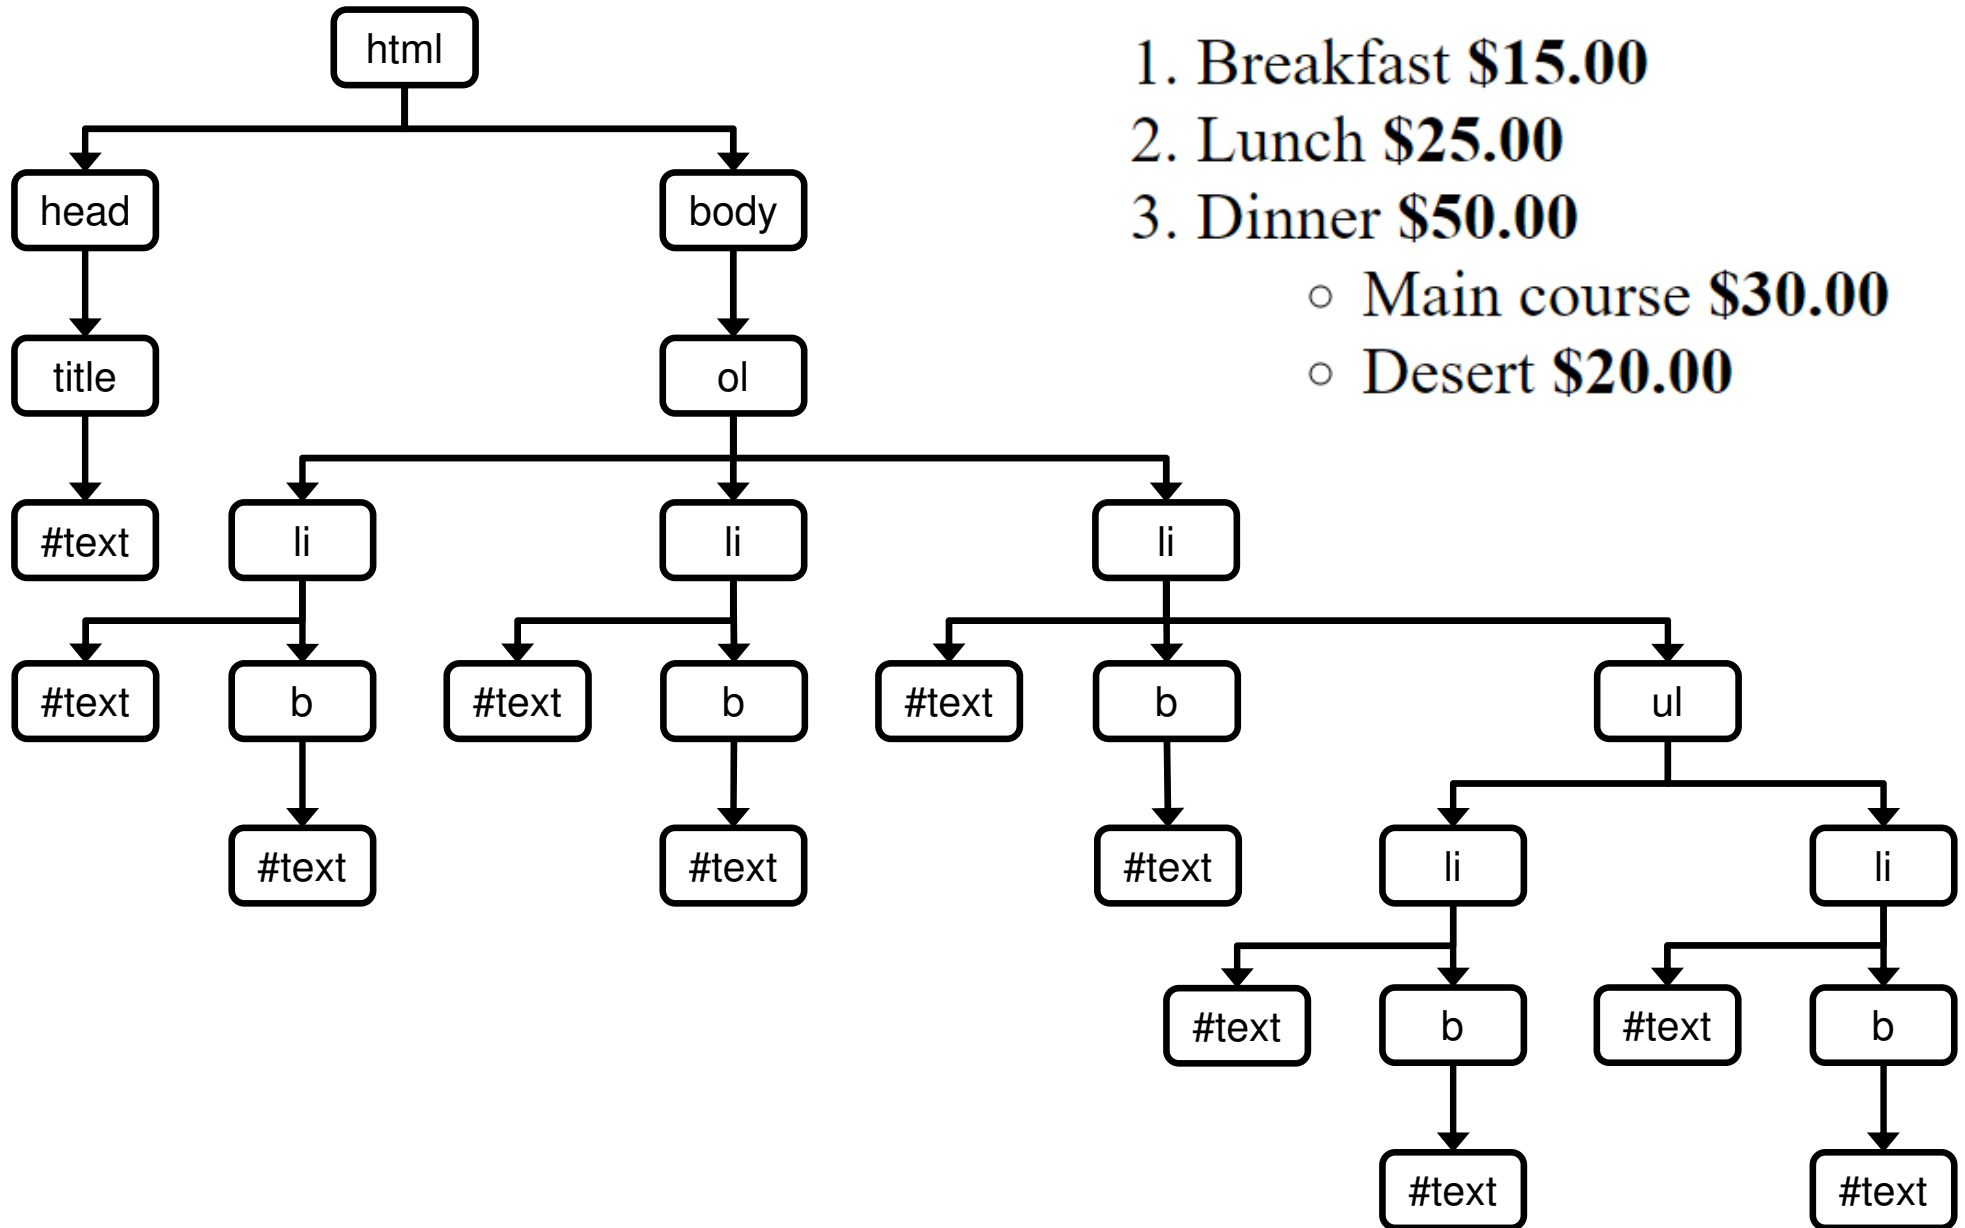 html
1. Breakfast $15.00
2. Lunch $25.00
3. Dinner $50.00
○ Main course $30.00
○ Desert $20.00
head
body
title
ol
#text
li
li
li
#text
b
#text
b
#text
b
ul
#text
#text
#text
li
li
#text
b
#text
b
#text
#text